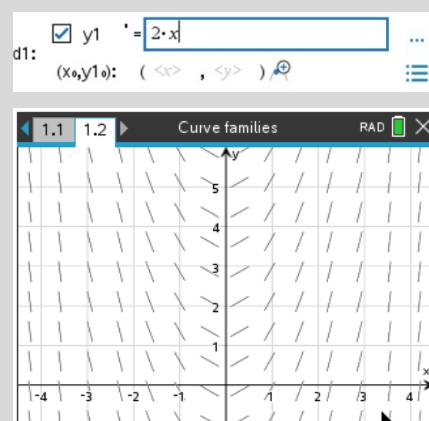 y1 '= 2·x
d1:
(x₀,y1₀): ( <x> , <y> )
1.1 1.2 Curve families RAD
y
5
4
3
2
1
x
-4 -3 -2 -1 1 2 3 4